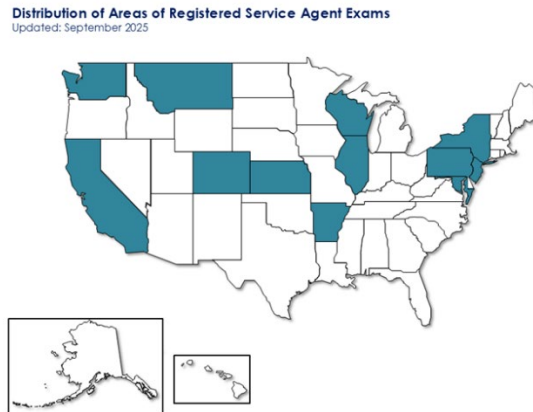 Distribution of Areas of Registered Service Agent Exams
Updated: September 2025